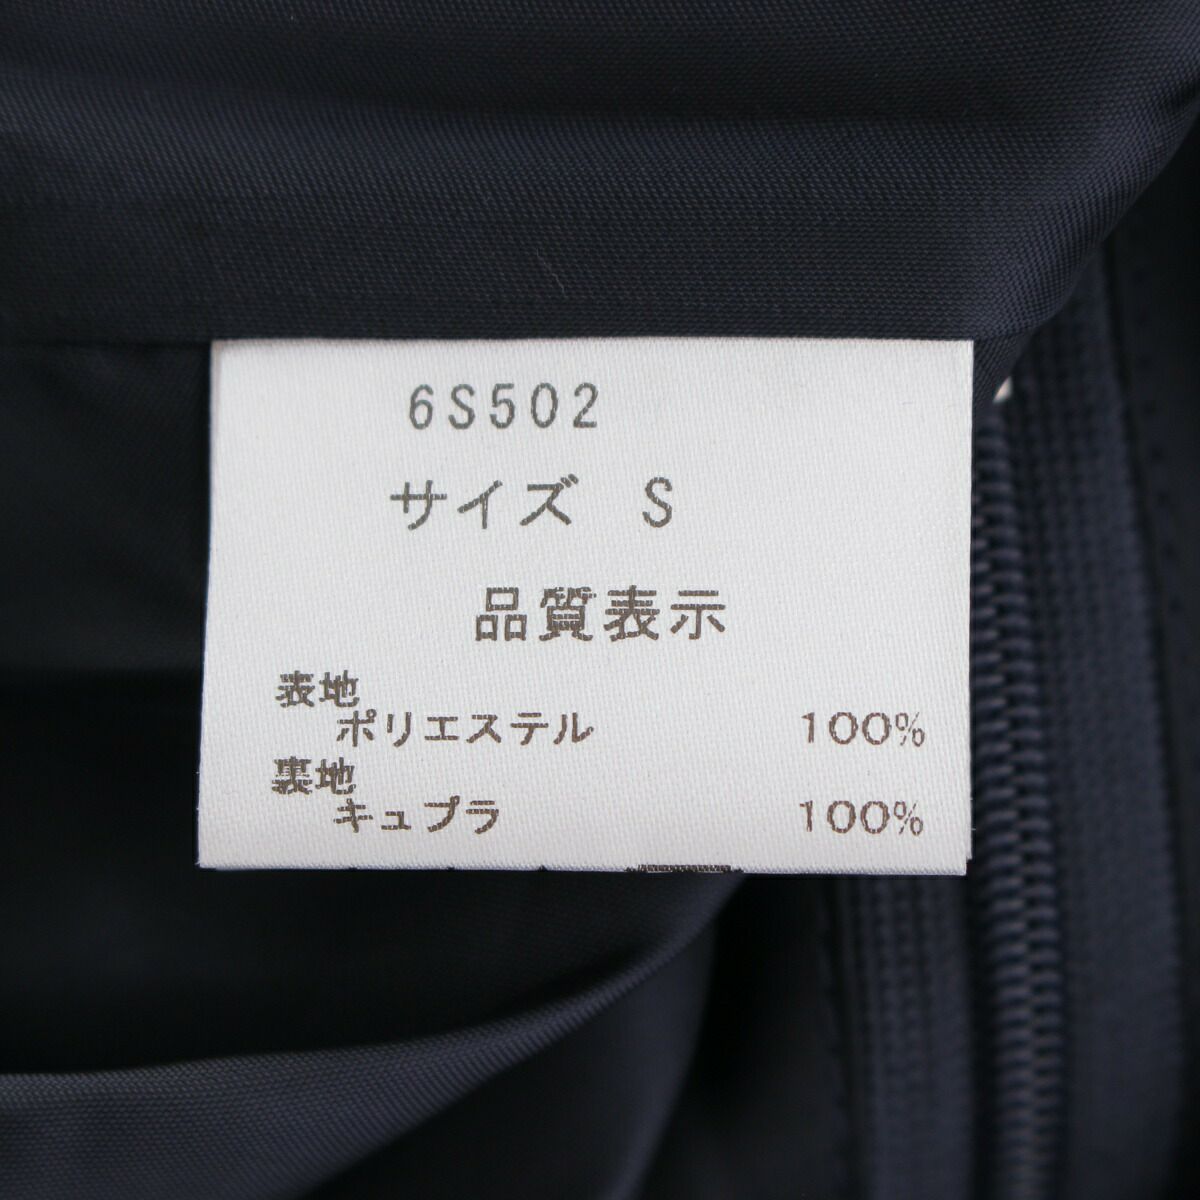 6S502
サイズ S
品質表示
表地
ポリエステル 100%
裏地
キュプラ 100%